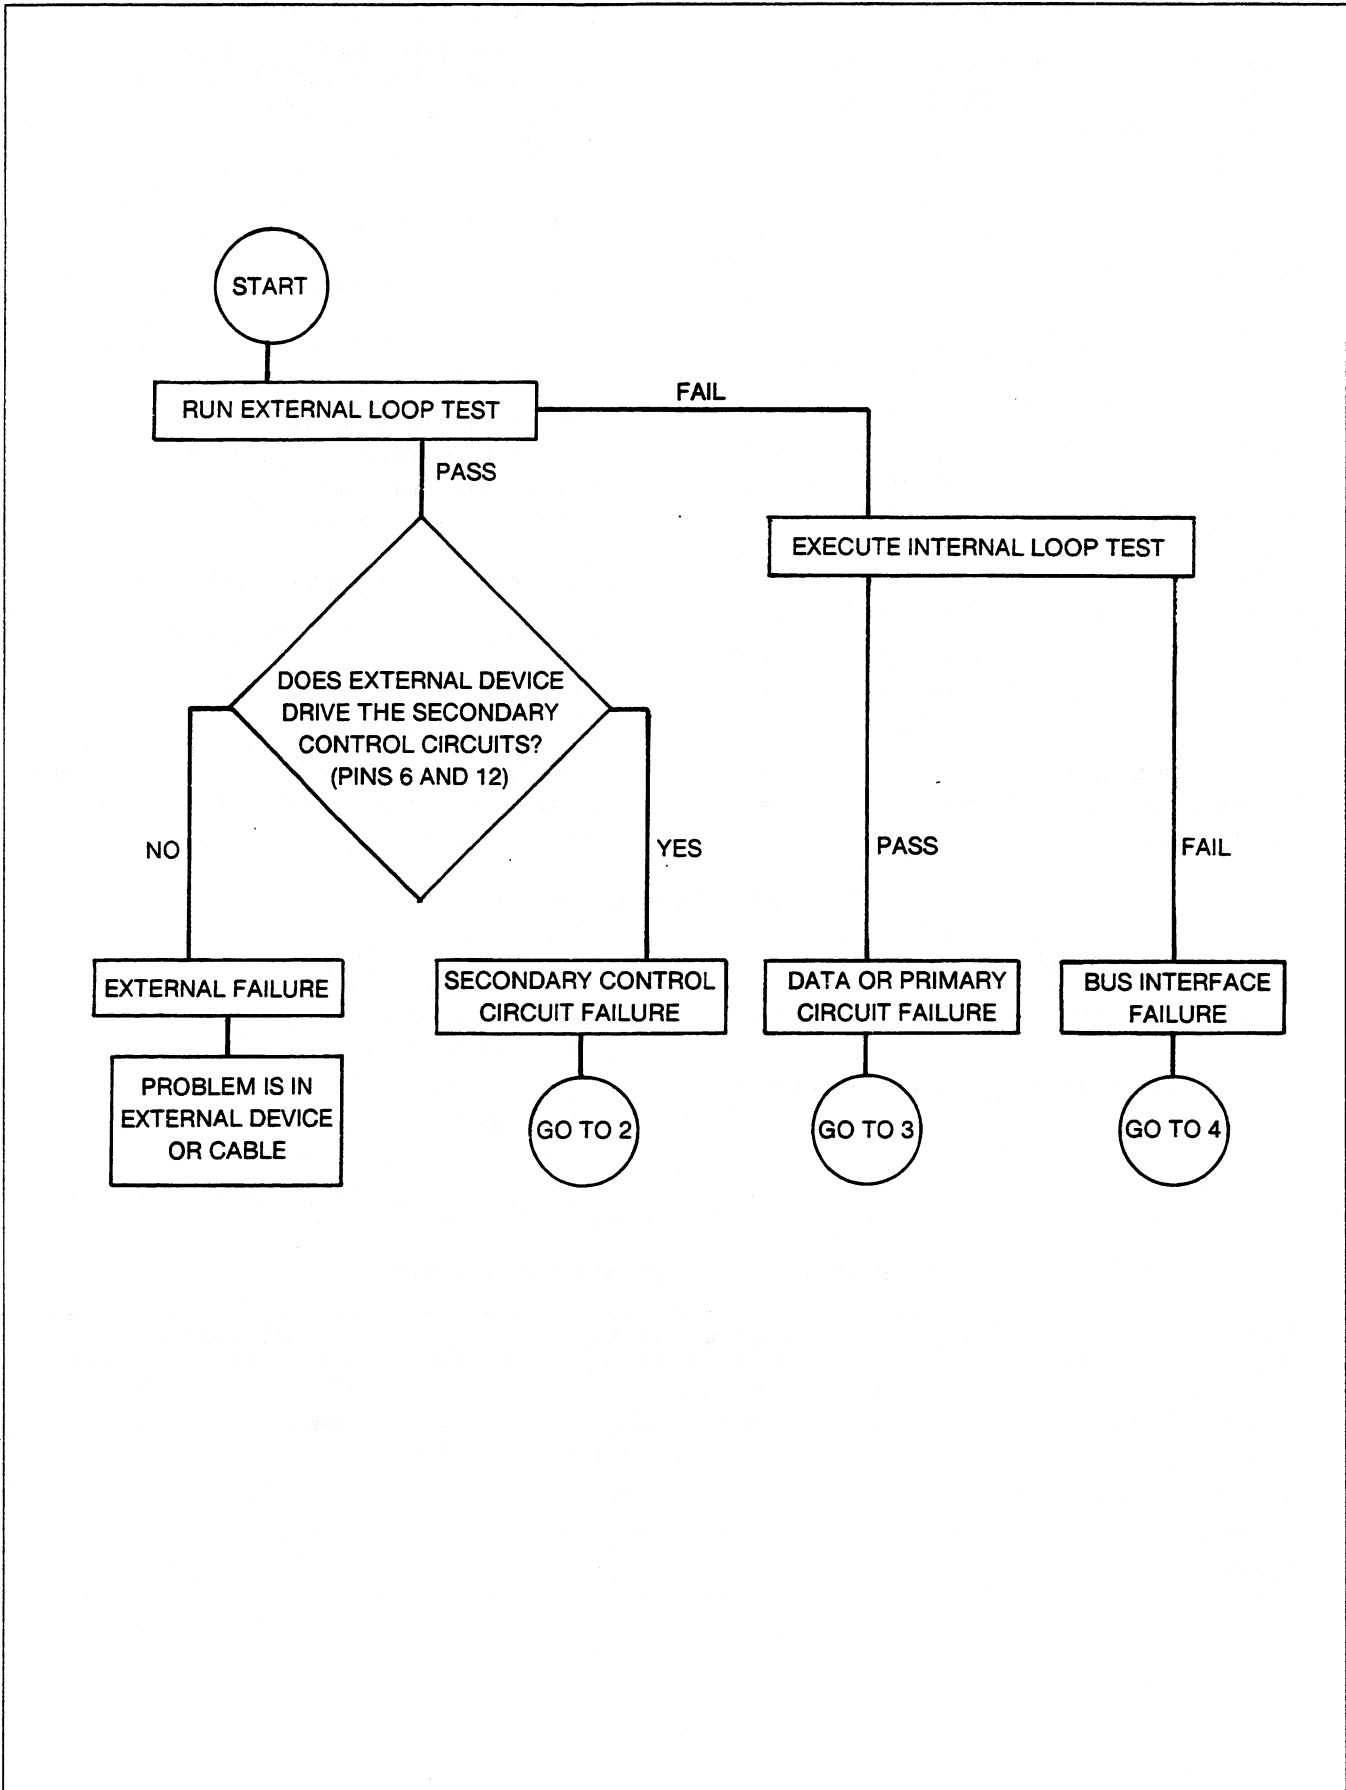 START
RUN EXTERNAL LOOP TEST
FAIL
PASS
EXECUTE INTERNAL LOOP TEST
DOES EXTERNAL DEVICE
DRIVE THE SECONDARY
CONTROL CIRCUITS?
(PINS 6 AND 12)
NO
YES
PASS
FAIL
EXTERNAL FAILURE
SECONDARY CONTROL
CIRCUIT FAILURE
DATA OR PRIMARY
CIRCUIT FAILURE
BUS INTERFACE
FAILURE
PROBLEM IS IN
EXTERNAL DEVICE
OR CABLE
GO TO 2
GO TO 3
GO TO 4